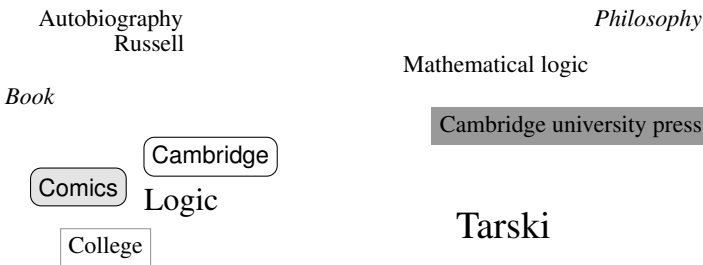 Autobiography
Russell
Philosophy
Mathematical logic
Book
Cambridge university press
Cambridge
Comics
Logic
Tarski
College